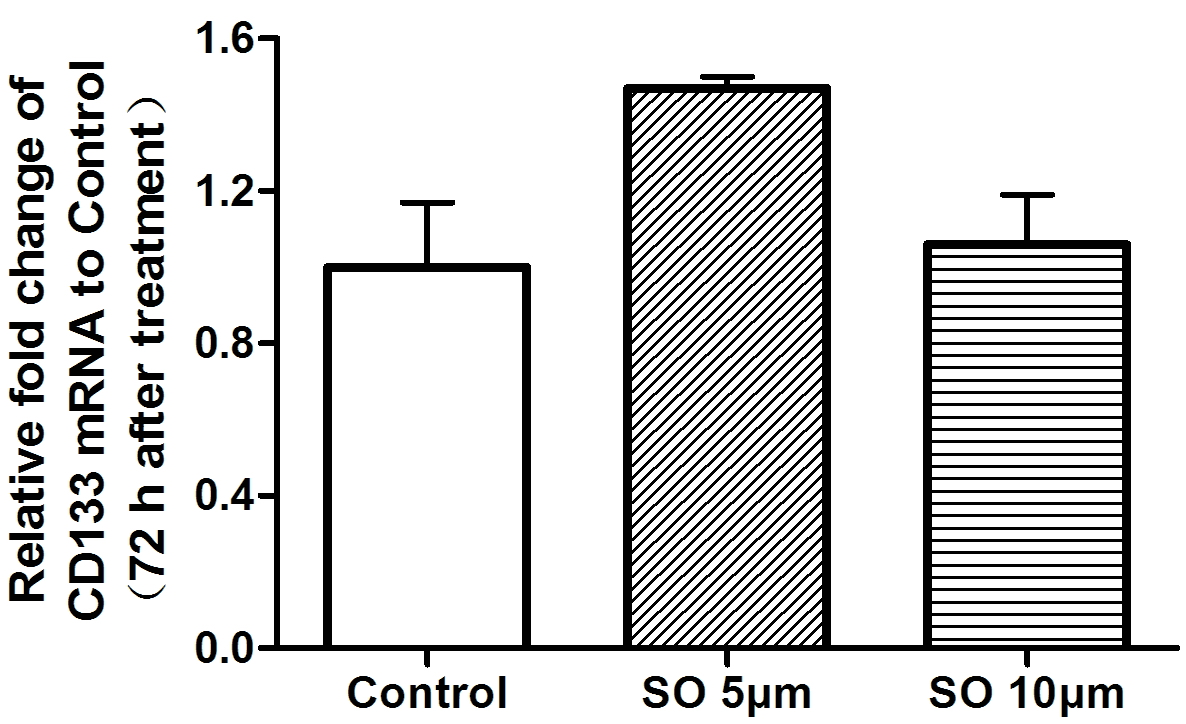 Relative fold change of
CD133 mRNA to Control
（72 h after treatment）
1.6
1.2
0.8
0.4
0.0
Control
SO 5μm
SO 10μm